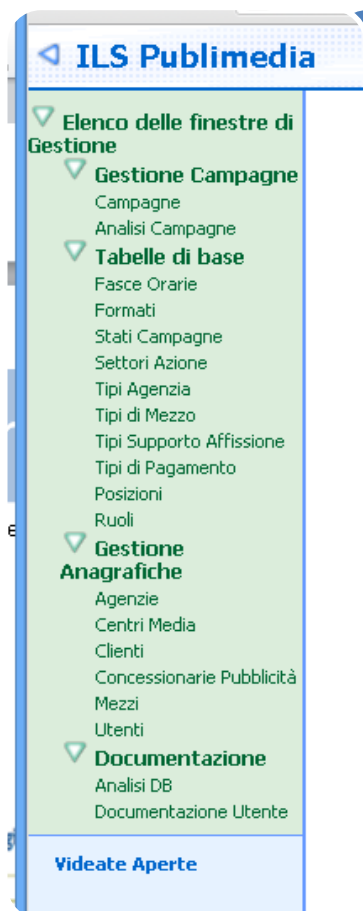 ILS Publimedia
Elenco delle finestre di
Gestione
Gestione Campagne
Campagne
Analisi Campagne
Tabelle di base
Fasce Orarie
Formati
Stati Campagne
Settori Azione
Tipi Agenzia
Tipi di Mezzo
Tipi Supporto Affissione
Tipi di Pagamento
Posizioni
Ruoli
Gestione
Anagrafiche
Agenzie
Centri Media
Clienti
Concessionarie Pubblicità
Mezzi
Utenti
Documentazione
Analisi DB
Documentazione Utente
Videate Aperte